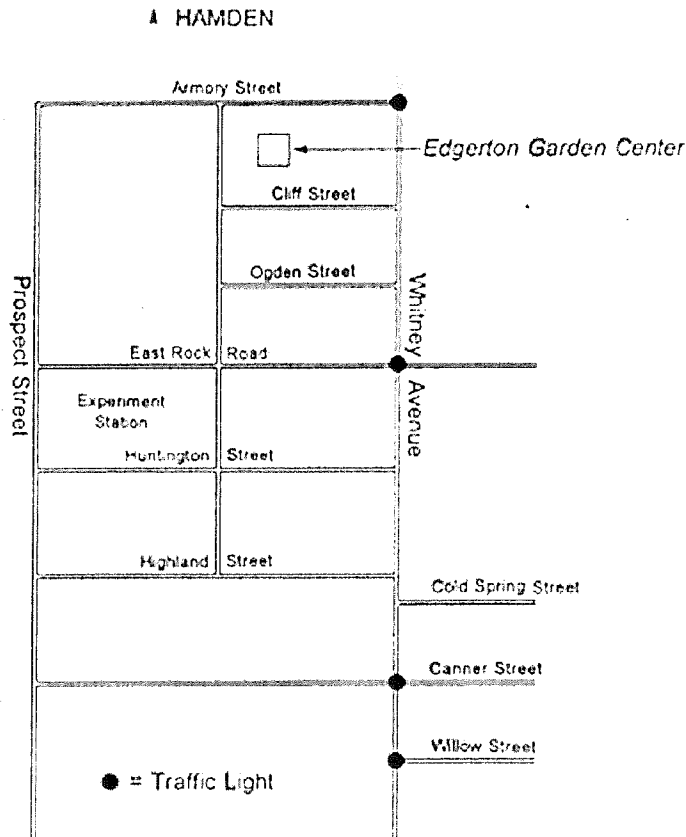 HAMDEN
Armory Street
Edgerton Garden Center
Cliff Street
Ogden Street
Prospect Street
Whitney Avenue
East Rock Road
Experiment
Station
Huntington Street
Highland Street
Cold Spring Street
Canner Street
Willow Street
= Traffic Light